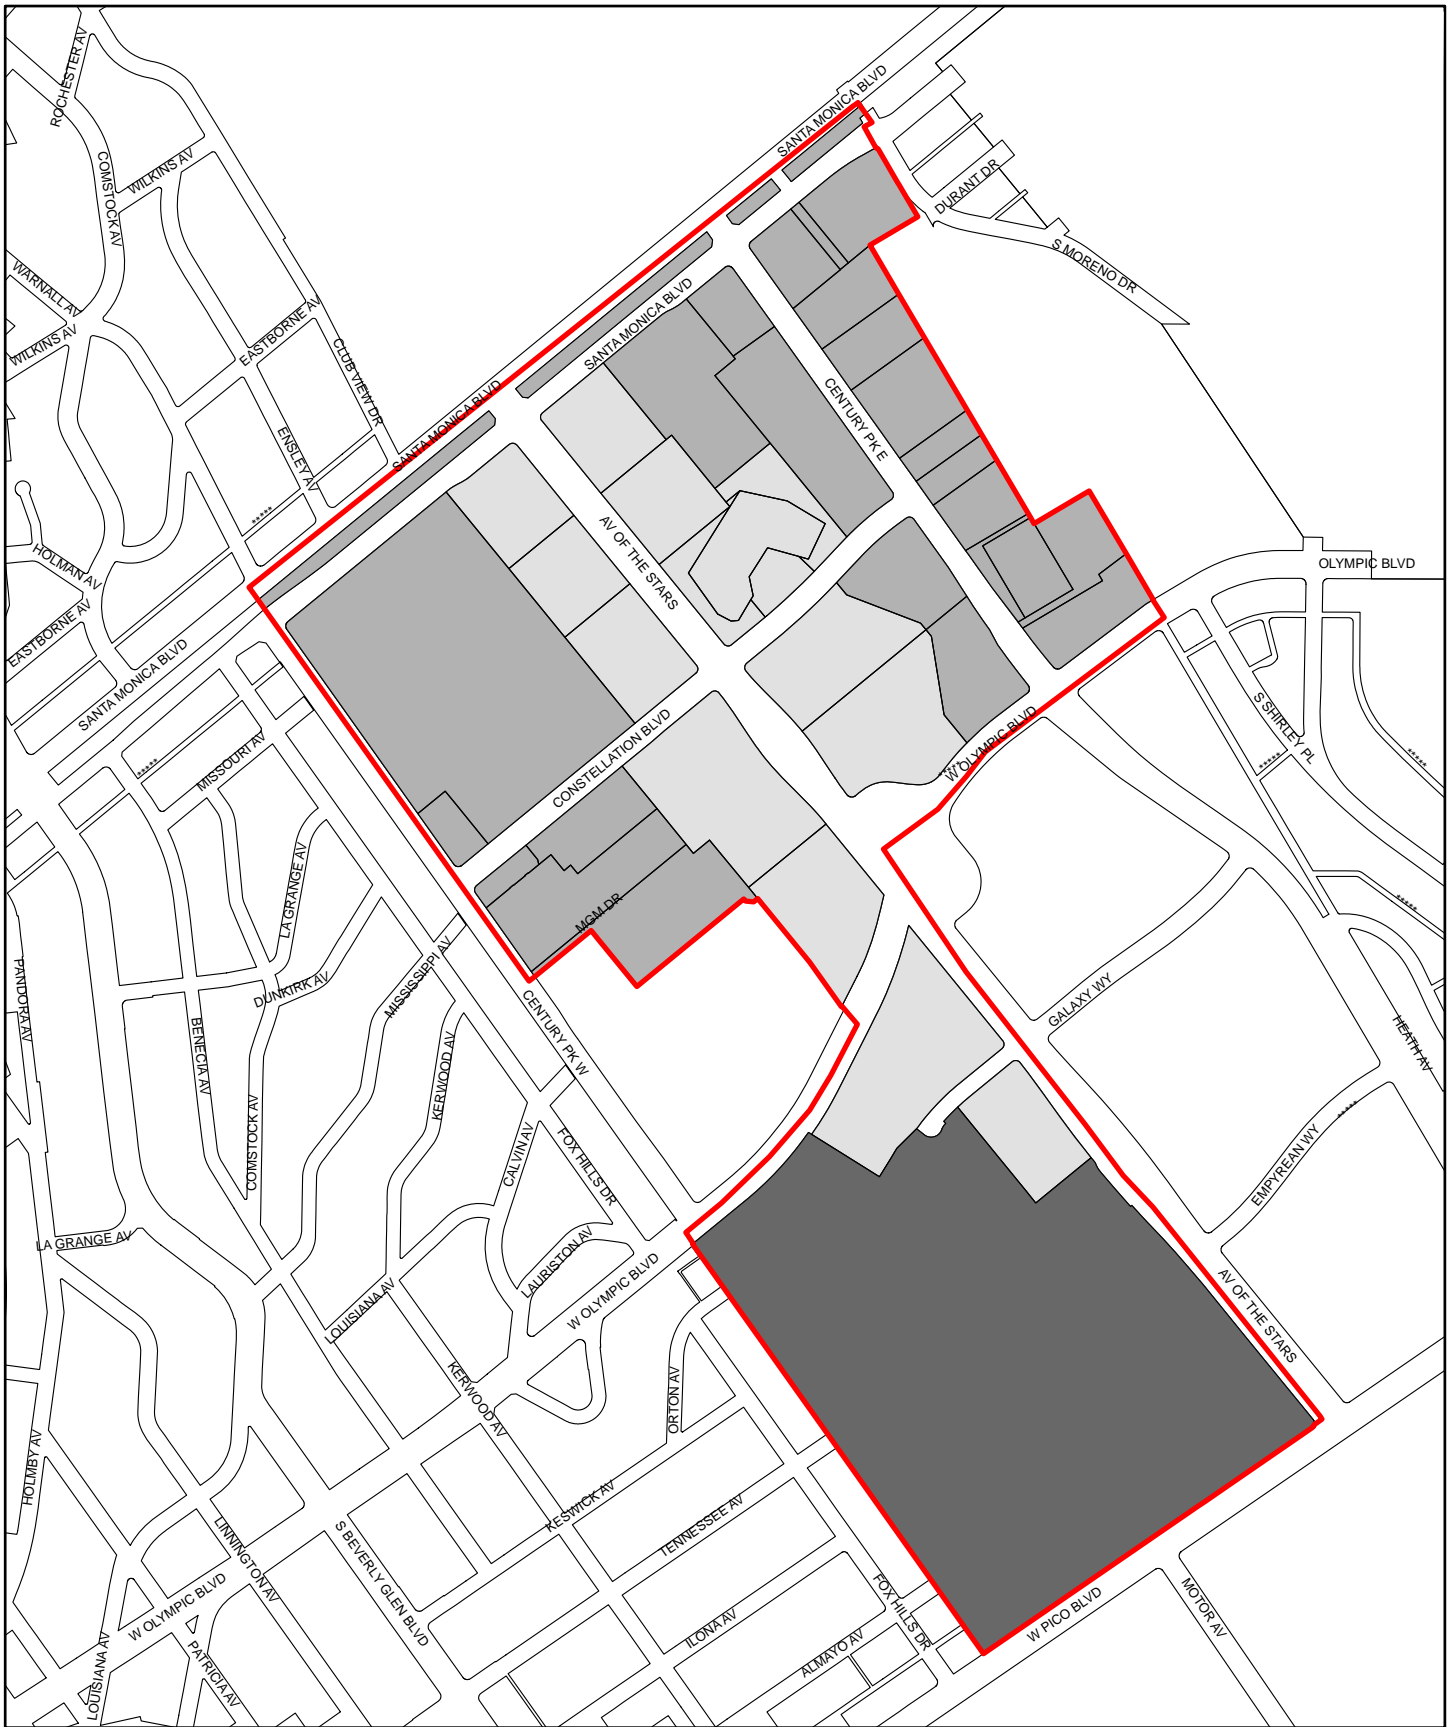 ROCHESTER AV
SANTA MONICA BLVD
COMSTOCK AV
WILKINS AV
DURANT DR
S MORENO DR
WARNALL AV
WILKINS AV
EASTBORNE AV
CLUB VIEW DR
SANTA MONICA BLVD
CENTURY PK E
SANTA MONICA BLVD
ENSLEY AV
*****
AV OF THE STARS
HOLMAN AV
OLYMPIC BLVD
EASTBORNE AV
SANTA MONICA BLVD
S SHIRLEY PL
*****
*****
MISSOURI AV
*****
CONSTELLATION BLVD
*****
W OLYMPIC BLVD
LA GRANGE AV
MGM DR
*****
PANDORA AV
DUNKIRK AV
MISSISSIPPI AV
CENTURY PK W
GALAXY WY
HEATH AV
BENECIA AV
KERWOOD AV
*****
COMSTOCK AV
CALVIN AV
FOX HILLS DR
EMPYREAN WY
LA GRANGE AV
LAURISTON AV
W OLYMPIC BLVD
LOUISIANA AV
AV OF THE STARS
KERWOOD AV
ORTON AV
HOLMBY AV
KESWICK AV
TENNESSEE AV
LINNINGTON AV
S BEVERLY GLEN BLVD
W OLYMPIC BLVD
FOX HILLS DR
W PICO BLVD
MOTOR AV
ILONA AV
ALMAYO AV
LOUISIANA AV
PATRICIA AV